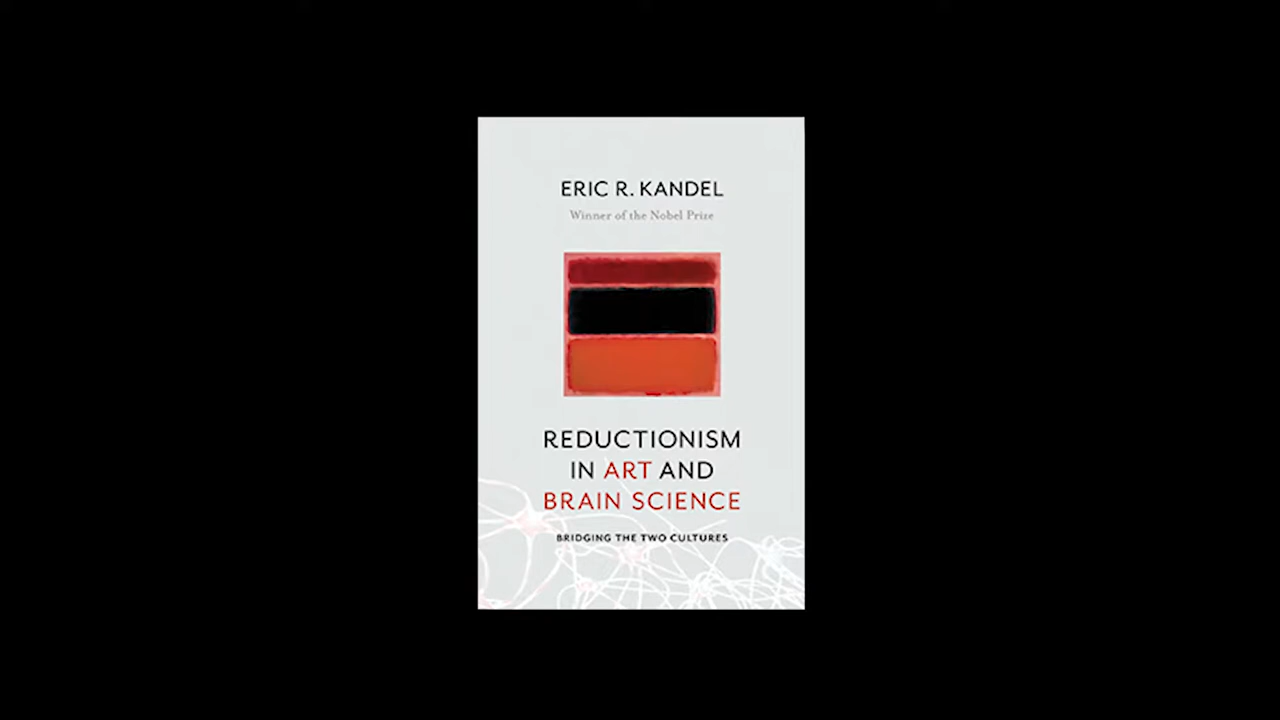 ERIC R. KANDEL
Winner of the Nobel Prize
REDUCTIONISM
IN ART AND
BRAIN SCIENCE
BRIDGING THE TWO CULTURES